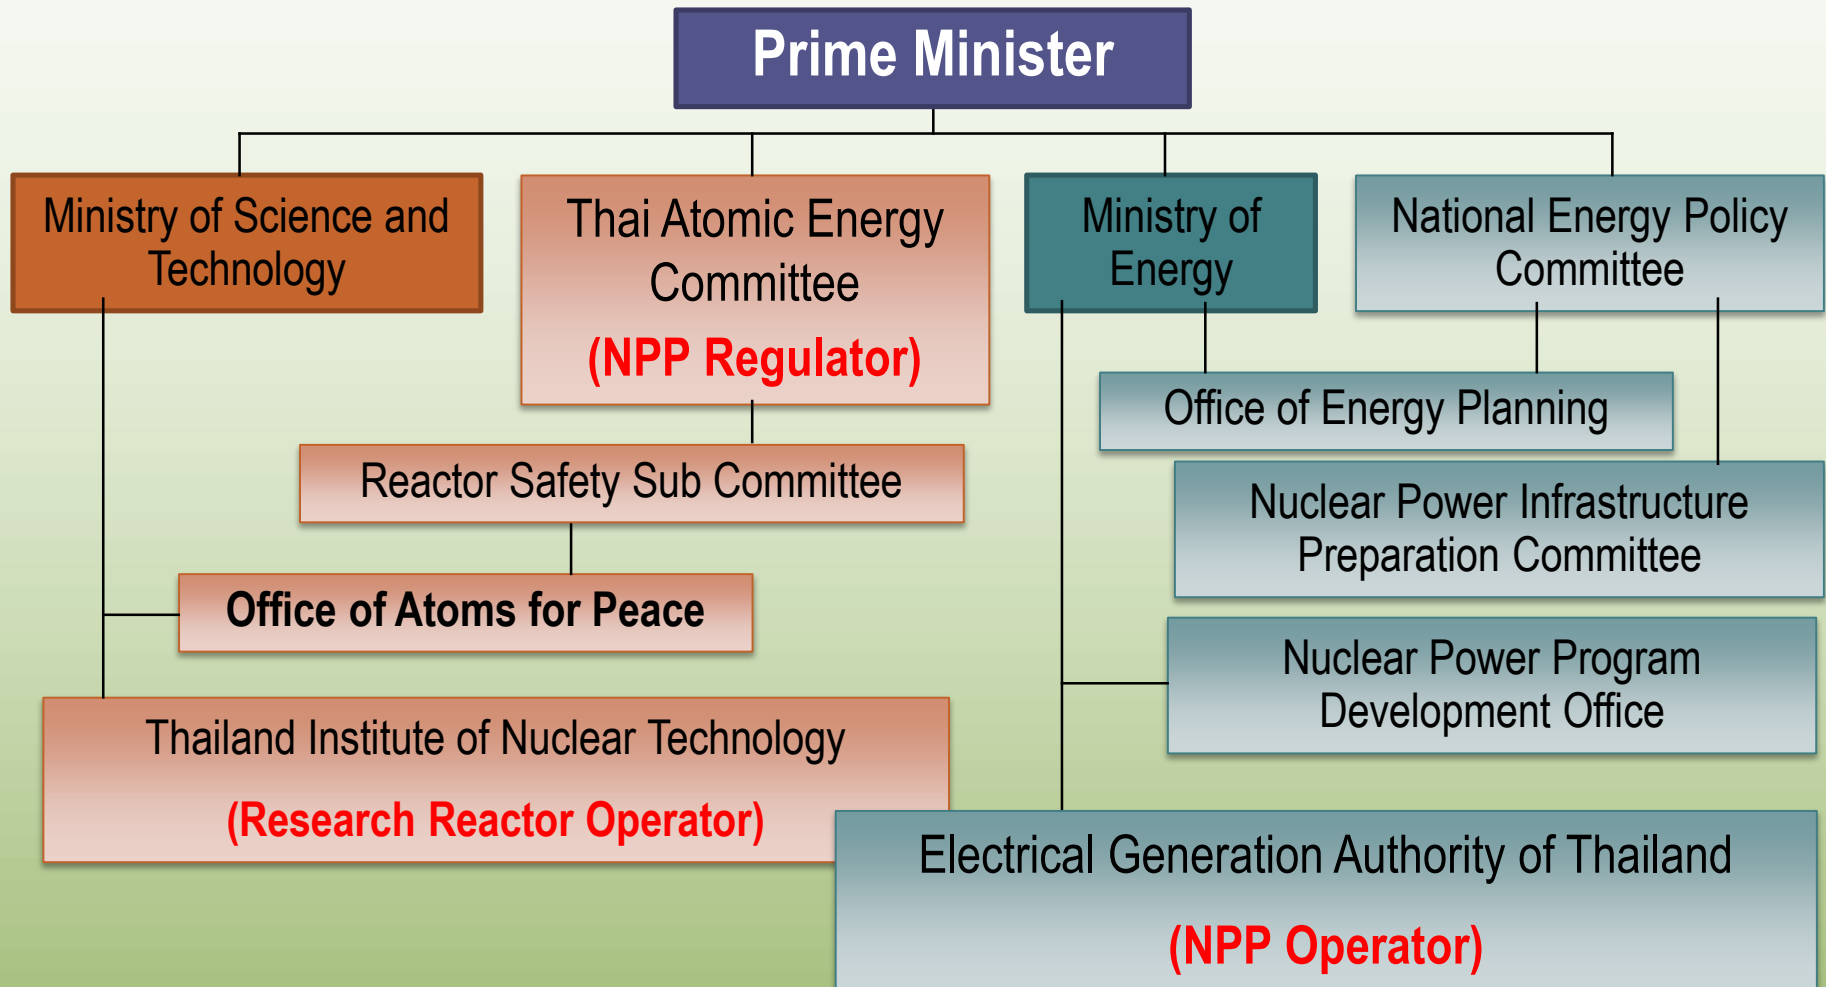 Prime Minister
Ministry of Science and
Technology
Thai Atomic Energy
Committee
(NPP Regulator)
Ministry of
Energy
National Energy Policy
Committee
Office of Energy Planning
Reactor Safety Sub Committee
Nuclear Power Infrastructure
Preparation Committee
Office of Atoms for Peace
Nuclear Power Program
Development Office
Thailand Institute of Nuclear Technology
(Research Reactor Operator)
Electrical Generation Authority of Thailand
(NPP Operator)